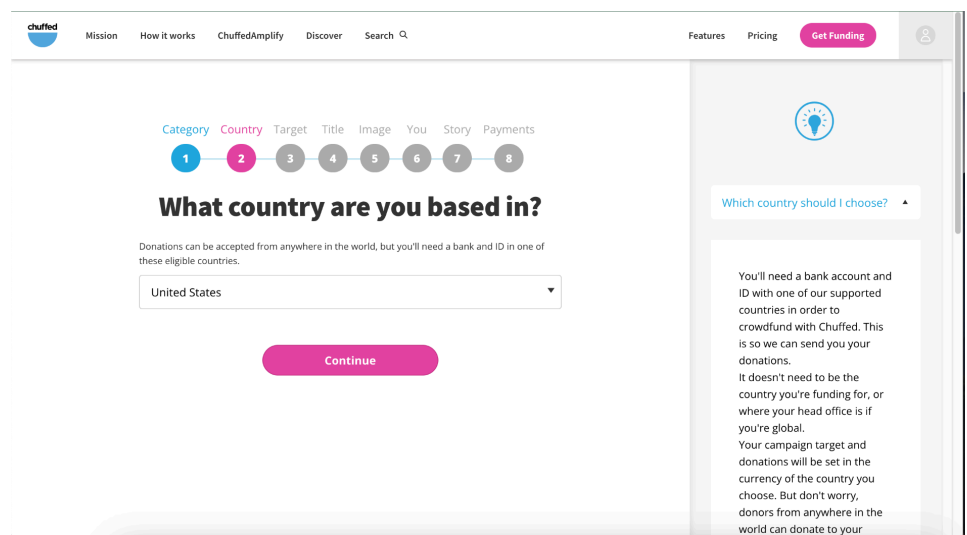 chuffed
Mission
How it works
ChuffedAmplify
Discover
Search
Features
Pricing
Get Funding
Category Country Target Title Image You Story Payments
1 2 3 4 5 6 7 8
What country are you based in?
Donations can be accepted from anywhere in the world, but you'll need a bank and ID in one of
these eligible countries.
United States
Continue
Which country should I choose?
You'll need a bank account and
ID with one of our supported
countries in order to
crowdfund with Chuffed. This
is so we can send you your
donations.
It doesn't need to be the
country you're funding for, or
where your head office is if
you're global.
Your campaign target and
donations will be set in the
currency of the country you
choose. But don't worry,
donors from anywhere in the
world can donate to your